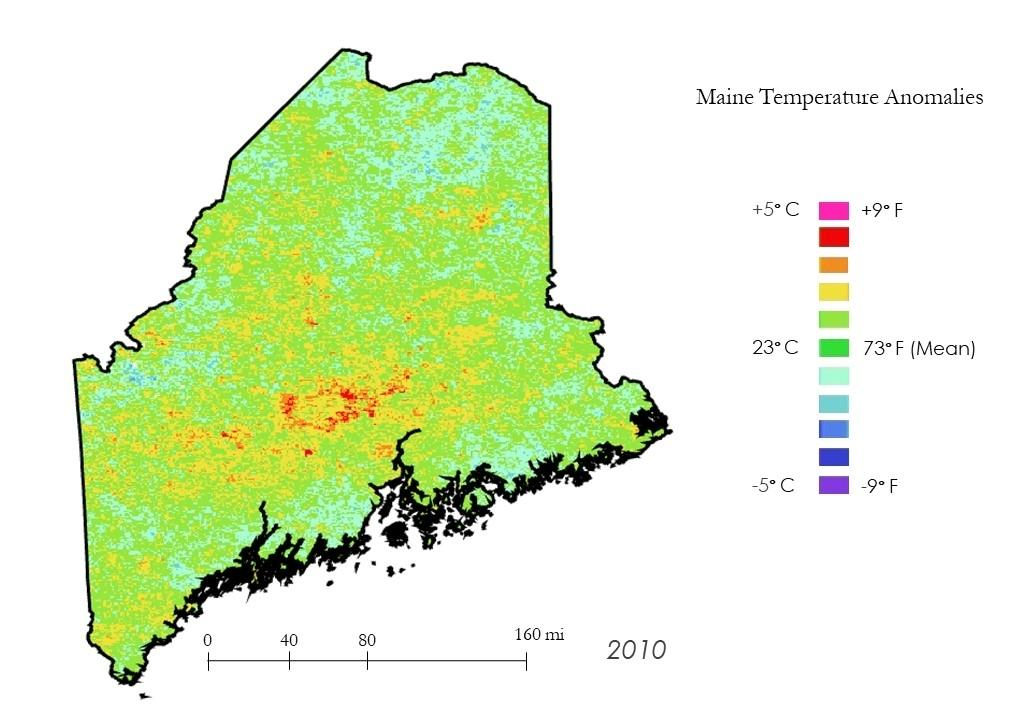 Maine Temperature Anomalies
+5° C +9° F
23° C 73° F (Mean)
-5° C -9° F
0 40 80 160 mi
2010